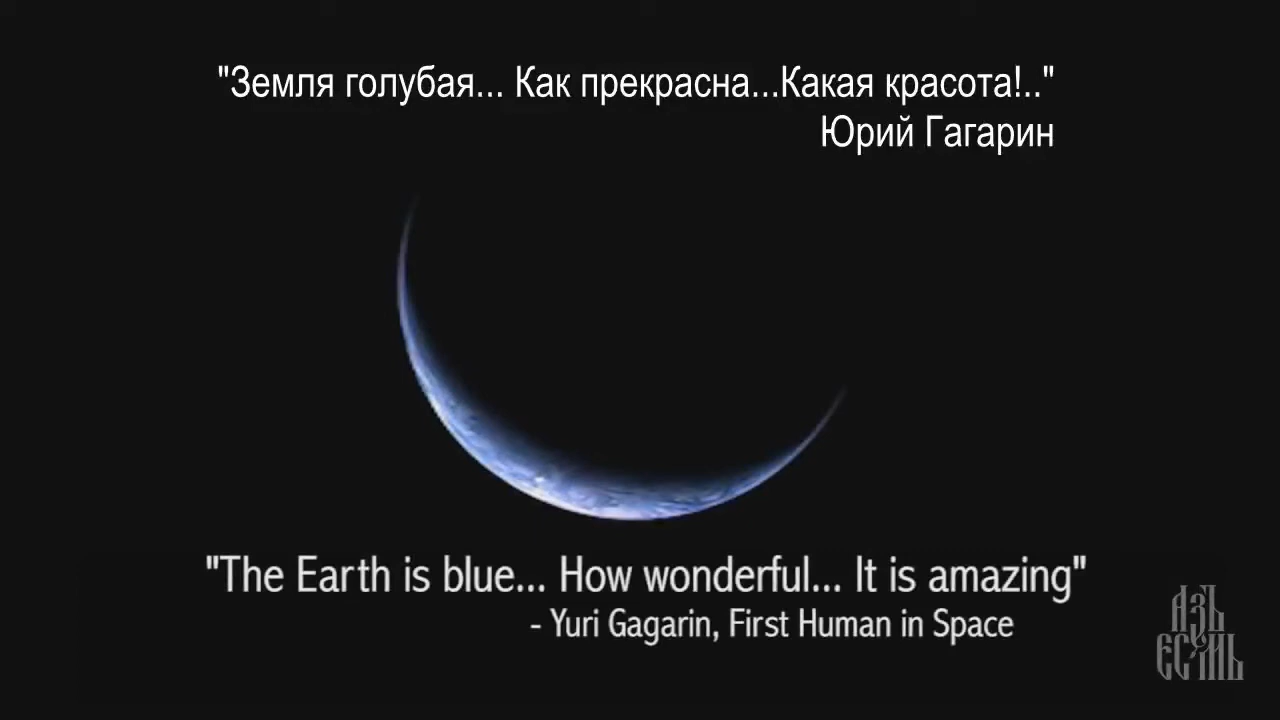 "Земля голубая... Как прекрасна...Какая красота!.."
Юрий Гагарин
"The Earth is blue... How wonderful... It is amazing"
- Yuri Gagarin, First Human in Space
АЗЪ
ЄСМЬ